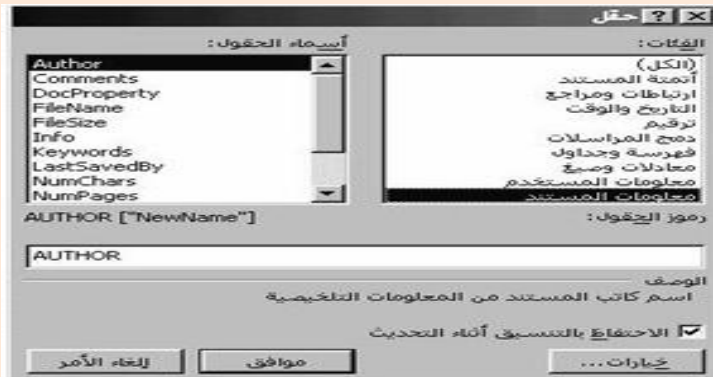 حقل
الفئات:
(الكل)
أتمتة المستند
ارتباطات ومراجع
التاريخ والوقت
ترقيم
دمج المراسلات
فهرسة وجداول
معادلات وصيغ
معلومات المستخدم
معلومات المستند
أسماء الحقول:
Author
Comments
DocProperty
FileName
FileSize
Info
Keywords
LastSavedBy
NumChars
NumPages
رموز الحقول:
AUTHOR ["NewName"]
AUTHOR
الوصف
اسم كاتب المستند من المعلومات التلخيصية
الاحتفاظ بالتنسيق أثناء التحديث
خيارات...
موافق
إلغاء الأمر